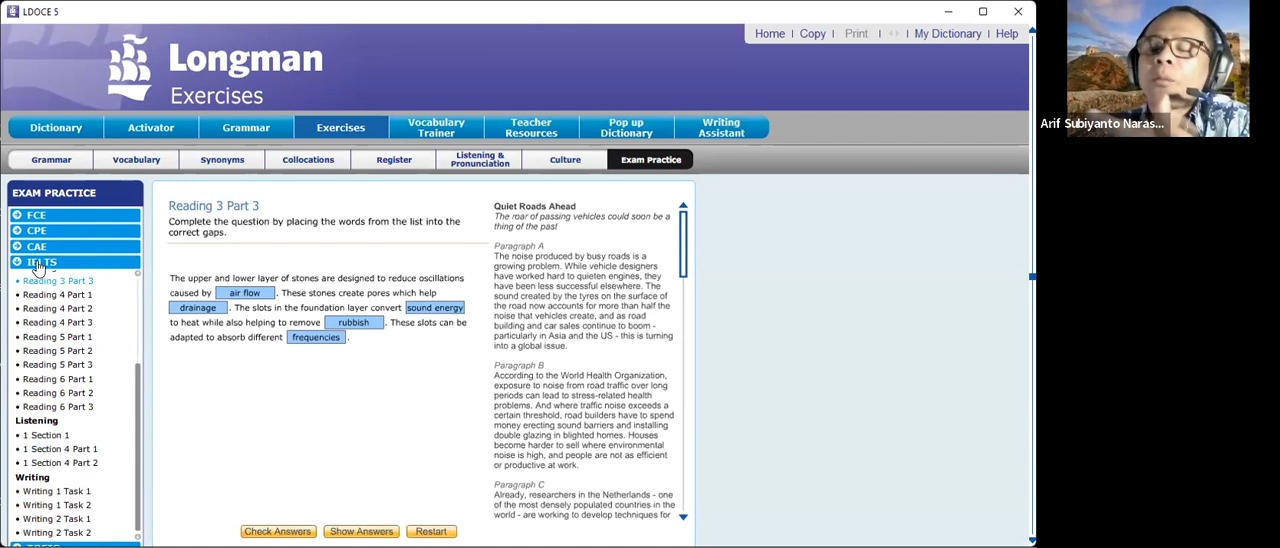 LDOCE 5
Home | Copy | Print | My Dictionary | Help
Longman
Exercises
Dictionary
Activator
Grammar
Exercises
Vocabulary
Trainer
Teacher
Resources
Pop up
Dictionary
Writing
Assistant
Grammar
Vocabulary
Synonyms
Collocations
Register
Listening &
Pronunciation
Culture
Exam Practice
EXAM PRACTICE
FCE
CPE
CAE
IELTS
• Reading 3 Part 3
• Reading 4 Part 1
• Reading 4 Part 2
• Reading 4 Part 3
• Reading 5 Part 1
• Reading 5 Part 2
• Reading 5 Part 3
• Reading 6 Part 1
• Reading 6 Part 2
• Reading 6 Part 3
Listening
• 1 Section 1
• 1 Section 4 Part 1
• 1 Section 4 Part 2
Writing
• Writing 1 Task 1
• Writing 1 Task 2
• Writing 2 Task 1
• Writing 2 Task 2
Reading 3 Part 3
Complete the question by placing the words from the list into the
correct gaps.
The upper and lower layer of stones are designed to reduce oscillations
caused by air flow . These stones create pores which help
drainage . The slots in the foundation layer convert sound energy
to heat while also helping to remove rubbish . These slots can be
adapted to absorb different frequencies .
Check Answers
Show Answers
Restart
Quiet Roads Ahead
The roar of passing vehicles could soon be a
thing of the past
Paragraph A
The noise produced by busy roads is a
growing problem. While vehicle designers
have worked hard to quieten engines, they
have been less successful elsewhere. The
sound created by the tyres on the surface of
the road now accounts for more than half the
noise that vehicles create, and as road
building and car sales continue to boom -
particularly in Asia and the US - this is turning
into a global issue.
Paragraph B
According to the World Health Organization,
exposure to noise from road traffic over long
periods can lead to stress-related health
problems. And where traffic noise exceeds a
certain threshold, road builders have to spend
money erecting sound barriers and installing
double glazing in blighted homes. Houses
become harder to sell where environmental
noise is high, and people are not as efficient
or productive at work.
Paragraph C
Already, researchers in the Netherlands - one
of the most densely populated countries in the
world - are working to develop techniques for
Arif Subiyanto Naras...